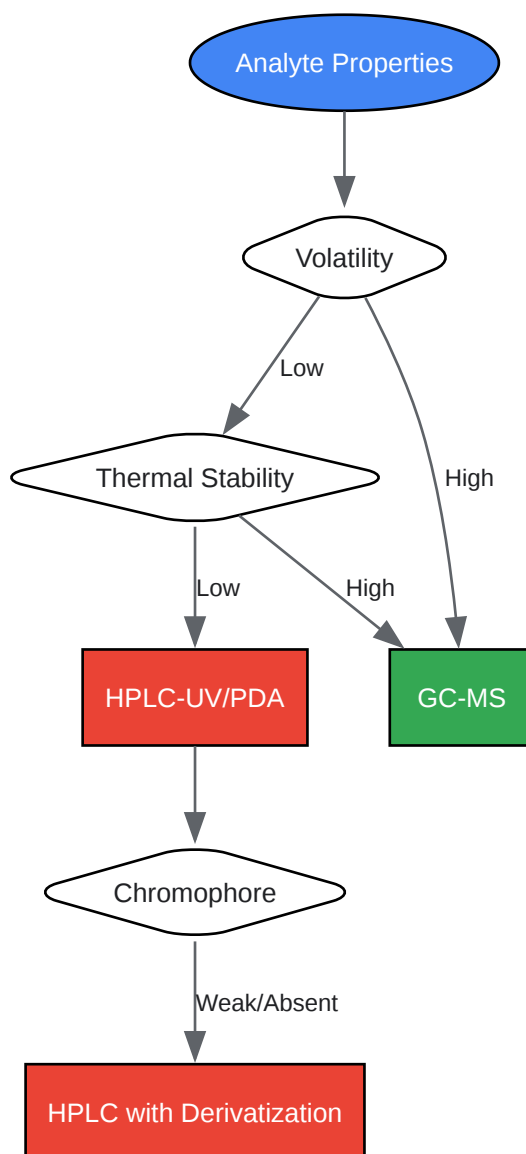 Analyte Properties
Volatility
Low
Thermal Stability
High
Low
High
HPLC-UV/PDA
GC-MS
Chromophore
Weak/Absent
HPLC with Derivatization